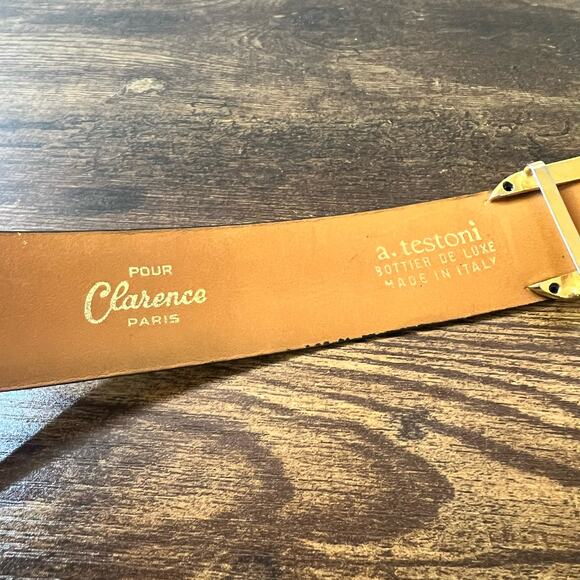 POUR
Clarence
PARIS
a. testoni
BOTTIER DE LUXE
MADE IN ITALY